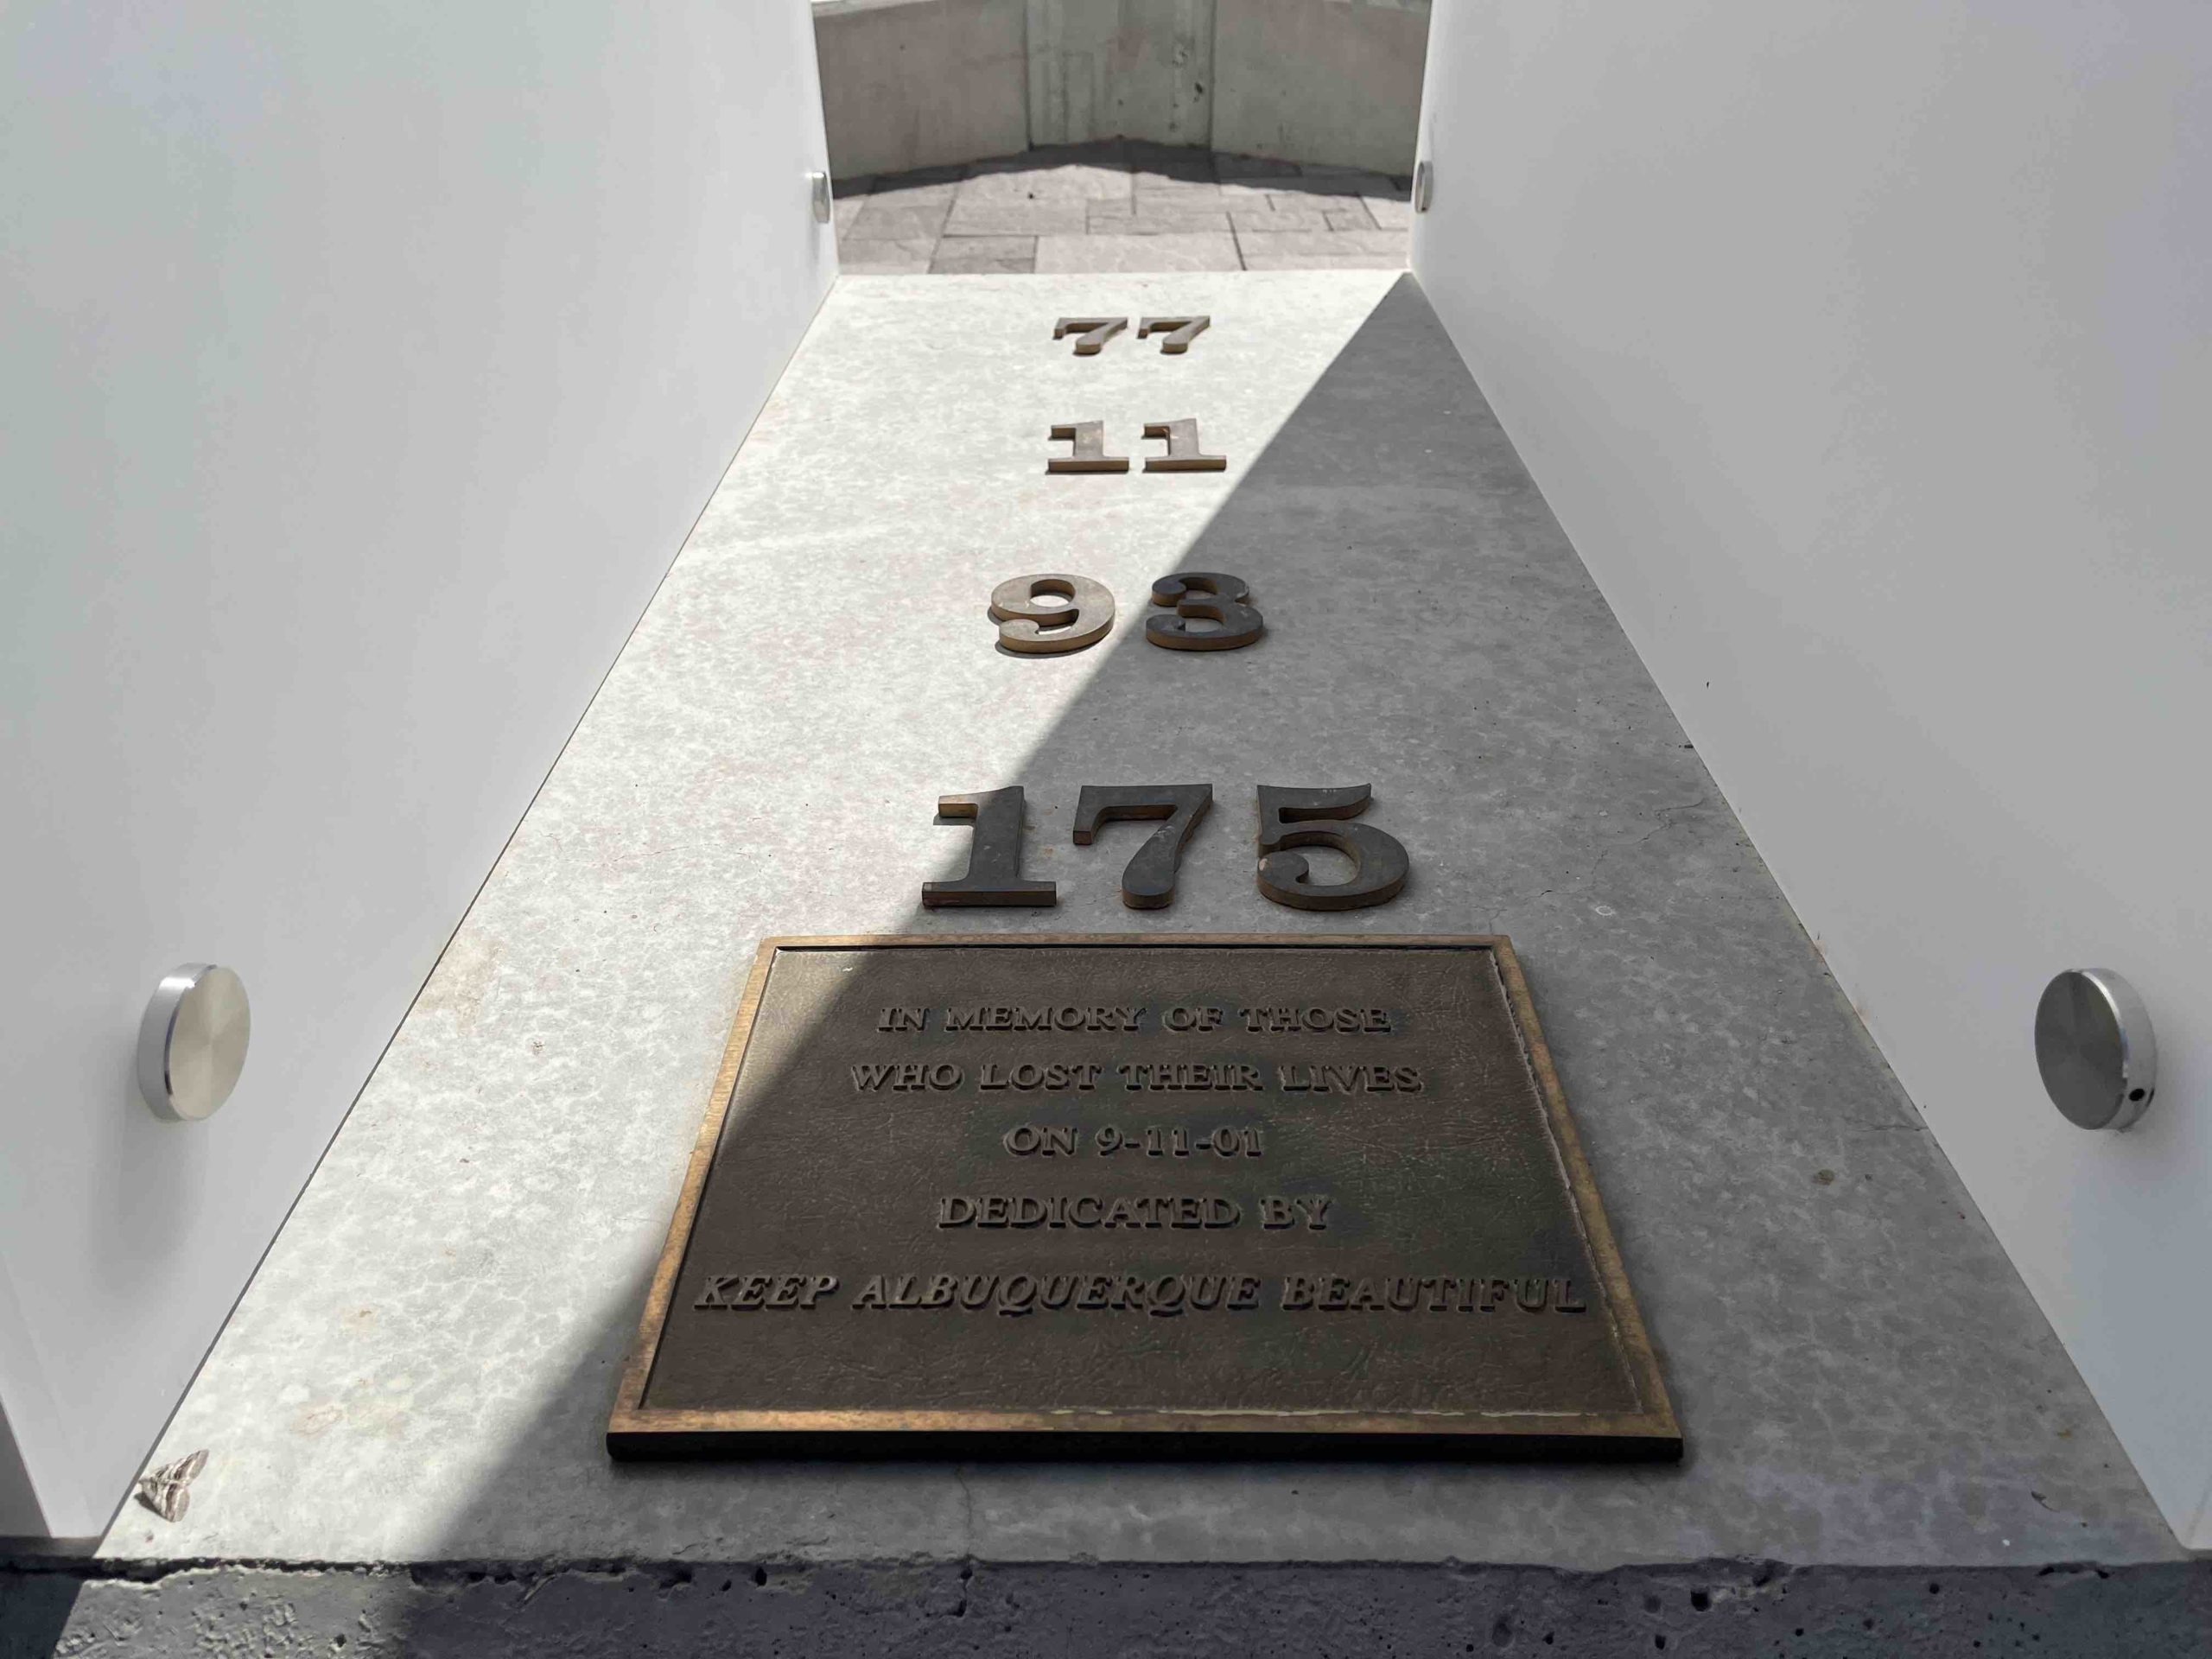 77
11
93
175
IN MEMORY OF THOSE
WHO LOST THEIR LIVES
ON 9-11-01
DEDICATED BY
KEEP ALBUQUERQUE BEAUTIFUL